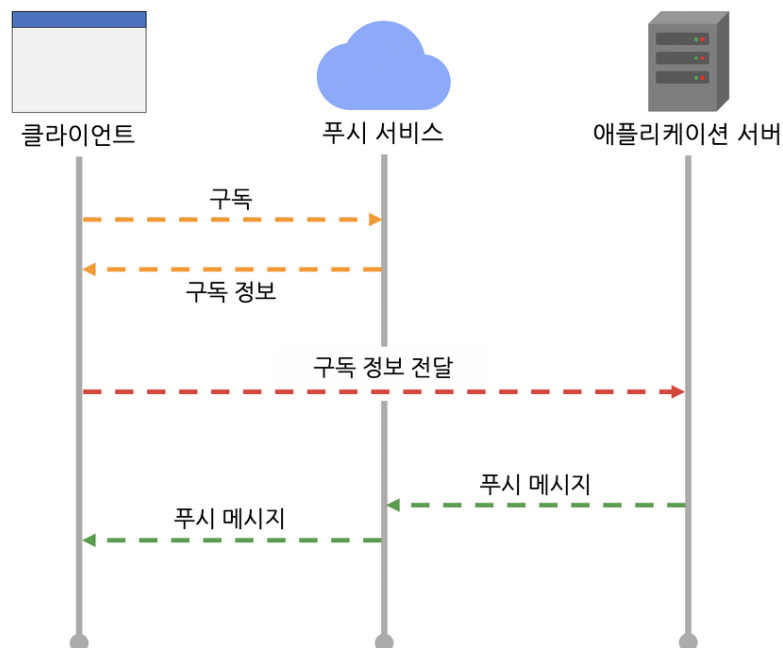 클라이언트
푸시 서비스
애플리케이션 서버
구독
구독 정보
구독 정보 전달
푸시 메시지
푸시 메시지